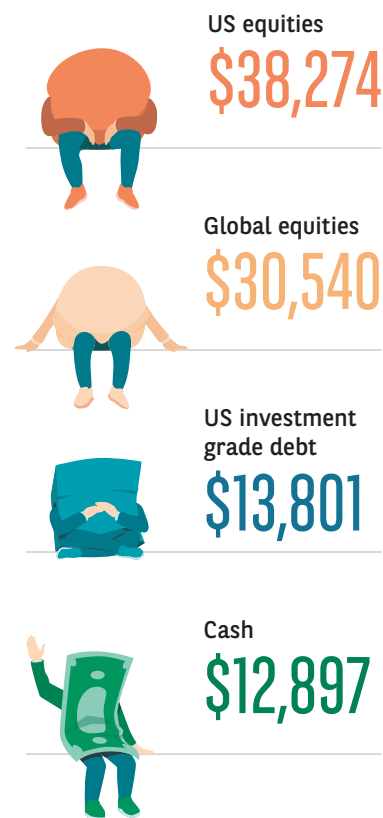 US equities
$38,274
Global equities
$30,540
US investment
grade debt
$13,801
Cash
$12,897